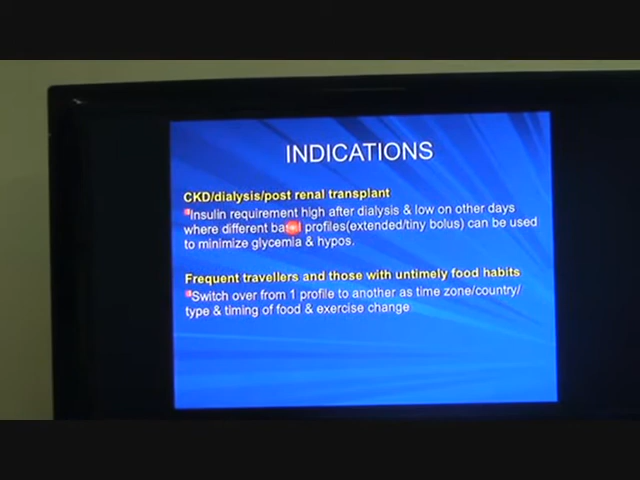 INDICATIONS
CKD/dialysis/post renal transplant
Insulin requirement high after dialysis & low on other days
where different basal profiles(extended/tiny bolus) can be used
to minimize glycemia & hypos.
Frequent travellers and those with untimely food habits
Switch over from 1 profile to another as time zone/country/
type & timing of food & exercise change